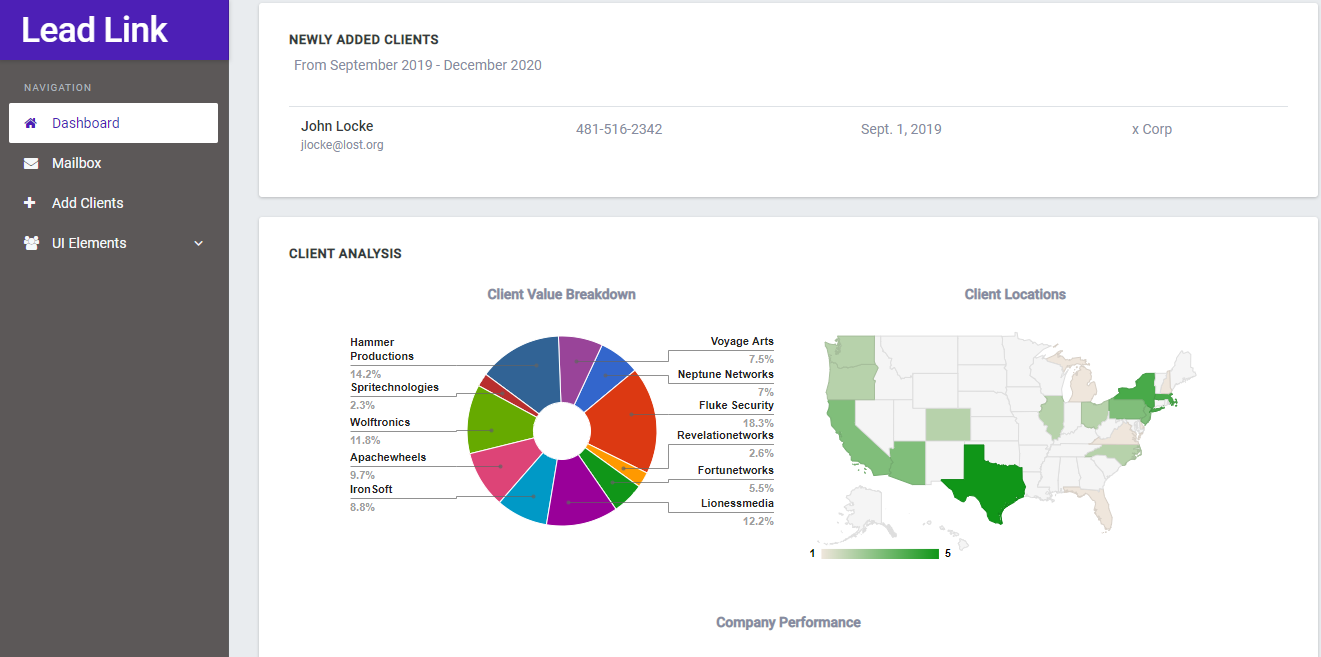 Lead Link
NAVIGATION
Dashboard
Mailbox
Add Clients
UI Elements
NEWLY ADDED CLIENTS
From September 2019 - December 2020
John Locke
jlocke@lost.org
481-516-2342
Sept. 1, 2019
x Corp
CLIENT ANALYSIS
Client Value Breakdown
Hammer
Productions
14.2%
Spritechnologies
2.3%
Wolftronics
11.8%
Apachewheels
9.7%
IronSoft
8.8%
Voyage Arts
7.5%
Neptune Networks
7%
Fluke Security
18.3%
Revelationetworks
2.6%
Fortunetworks
5.5%
Lionessmedia
12.2%
Client Locations
1
5
Company Performance